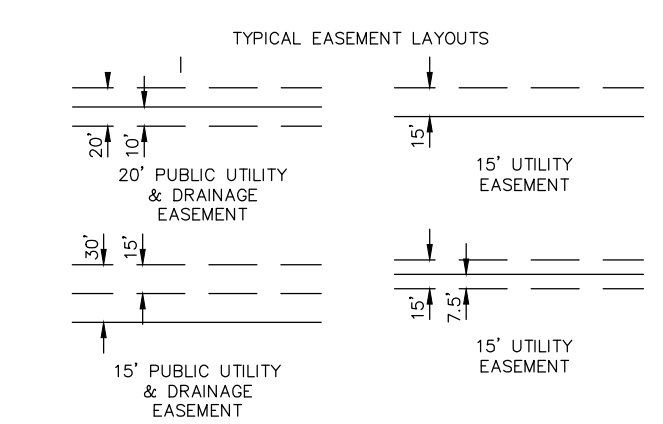 TYPICAL EASEMENT LAYOUTS
20'
10'
20' PUBLIC UTILITY
& DRAINAGE
EASEMENT
15'
15' UTILITY
EASEMENT
30'
15'
15' PUBLIC UTILITY
& DRAINAGE
EASEMENT
15'
7.5'
15' UTILITY
EASEMENT